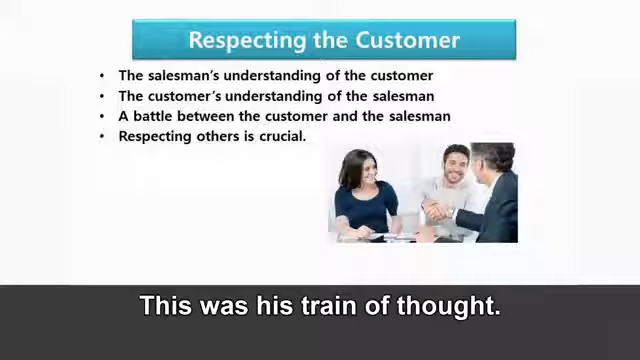 Respecting the Customer
• The salesman's understanding of the customer
• The customer's understanding of the salesman
• A battle between the customer and the salesman
• Respecting others is crucial.
This was his train of thought.